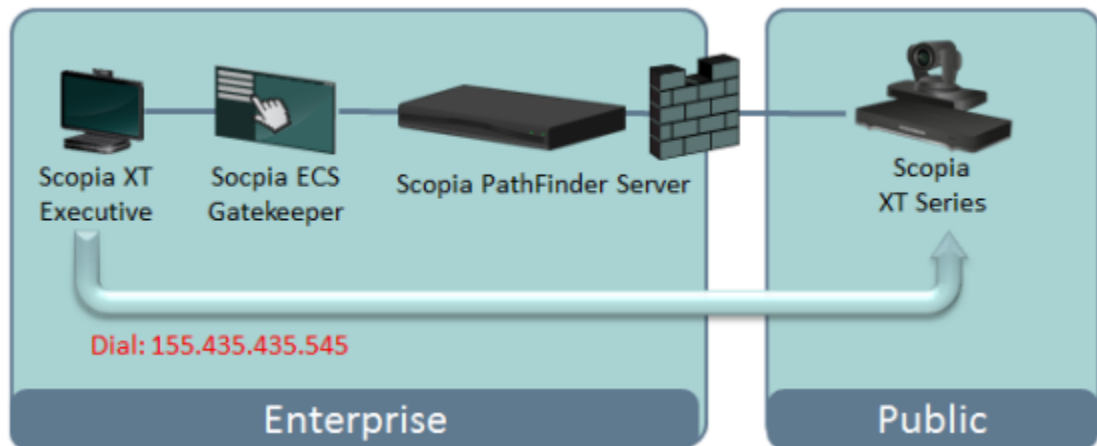 Scopia XT
Executive
Socpia ECS
Gatekeeper
Scopia PathFinder Server
Scopia
XT Series
Dial: 155.435.435.545
Enterprise
Public